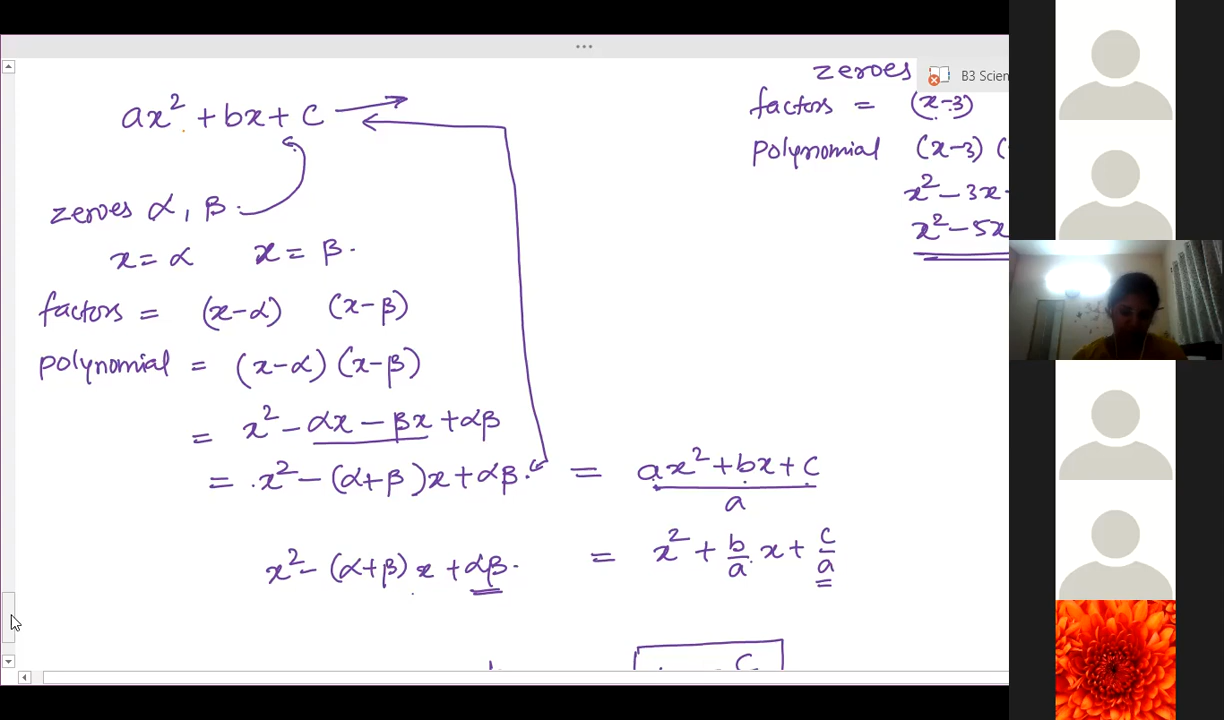 ax² + bx + c
zeroes α, β.
x = α x = β.
factors = (x-α) (x-β)
polynomial = (x-α) (x-β)
= x² - αx - βx + αβ
= x² - (α+β)x + αβ. = ax² + bx + c / a
x² - (α+β) x + αβ. = x² + b/a x + c/a
zeroes
B3 Scien
factors = (x-3)
polynomial (x-3) (
x² - 3x -
x² - 5x